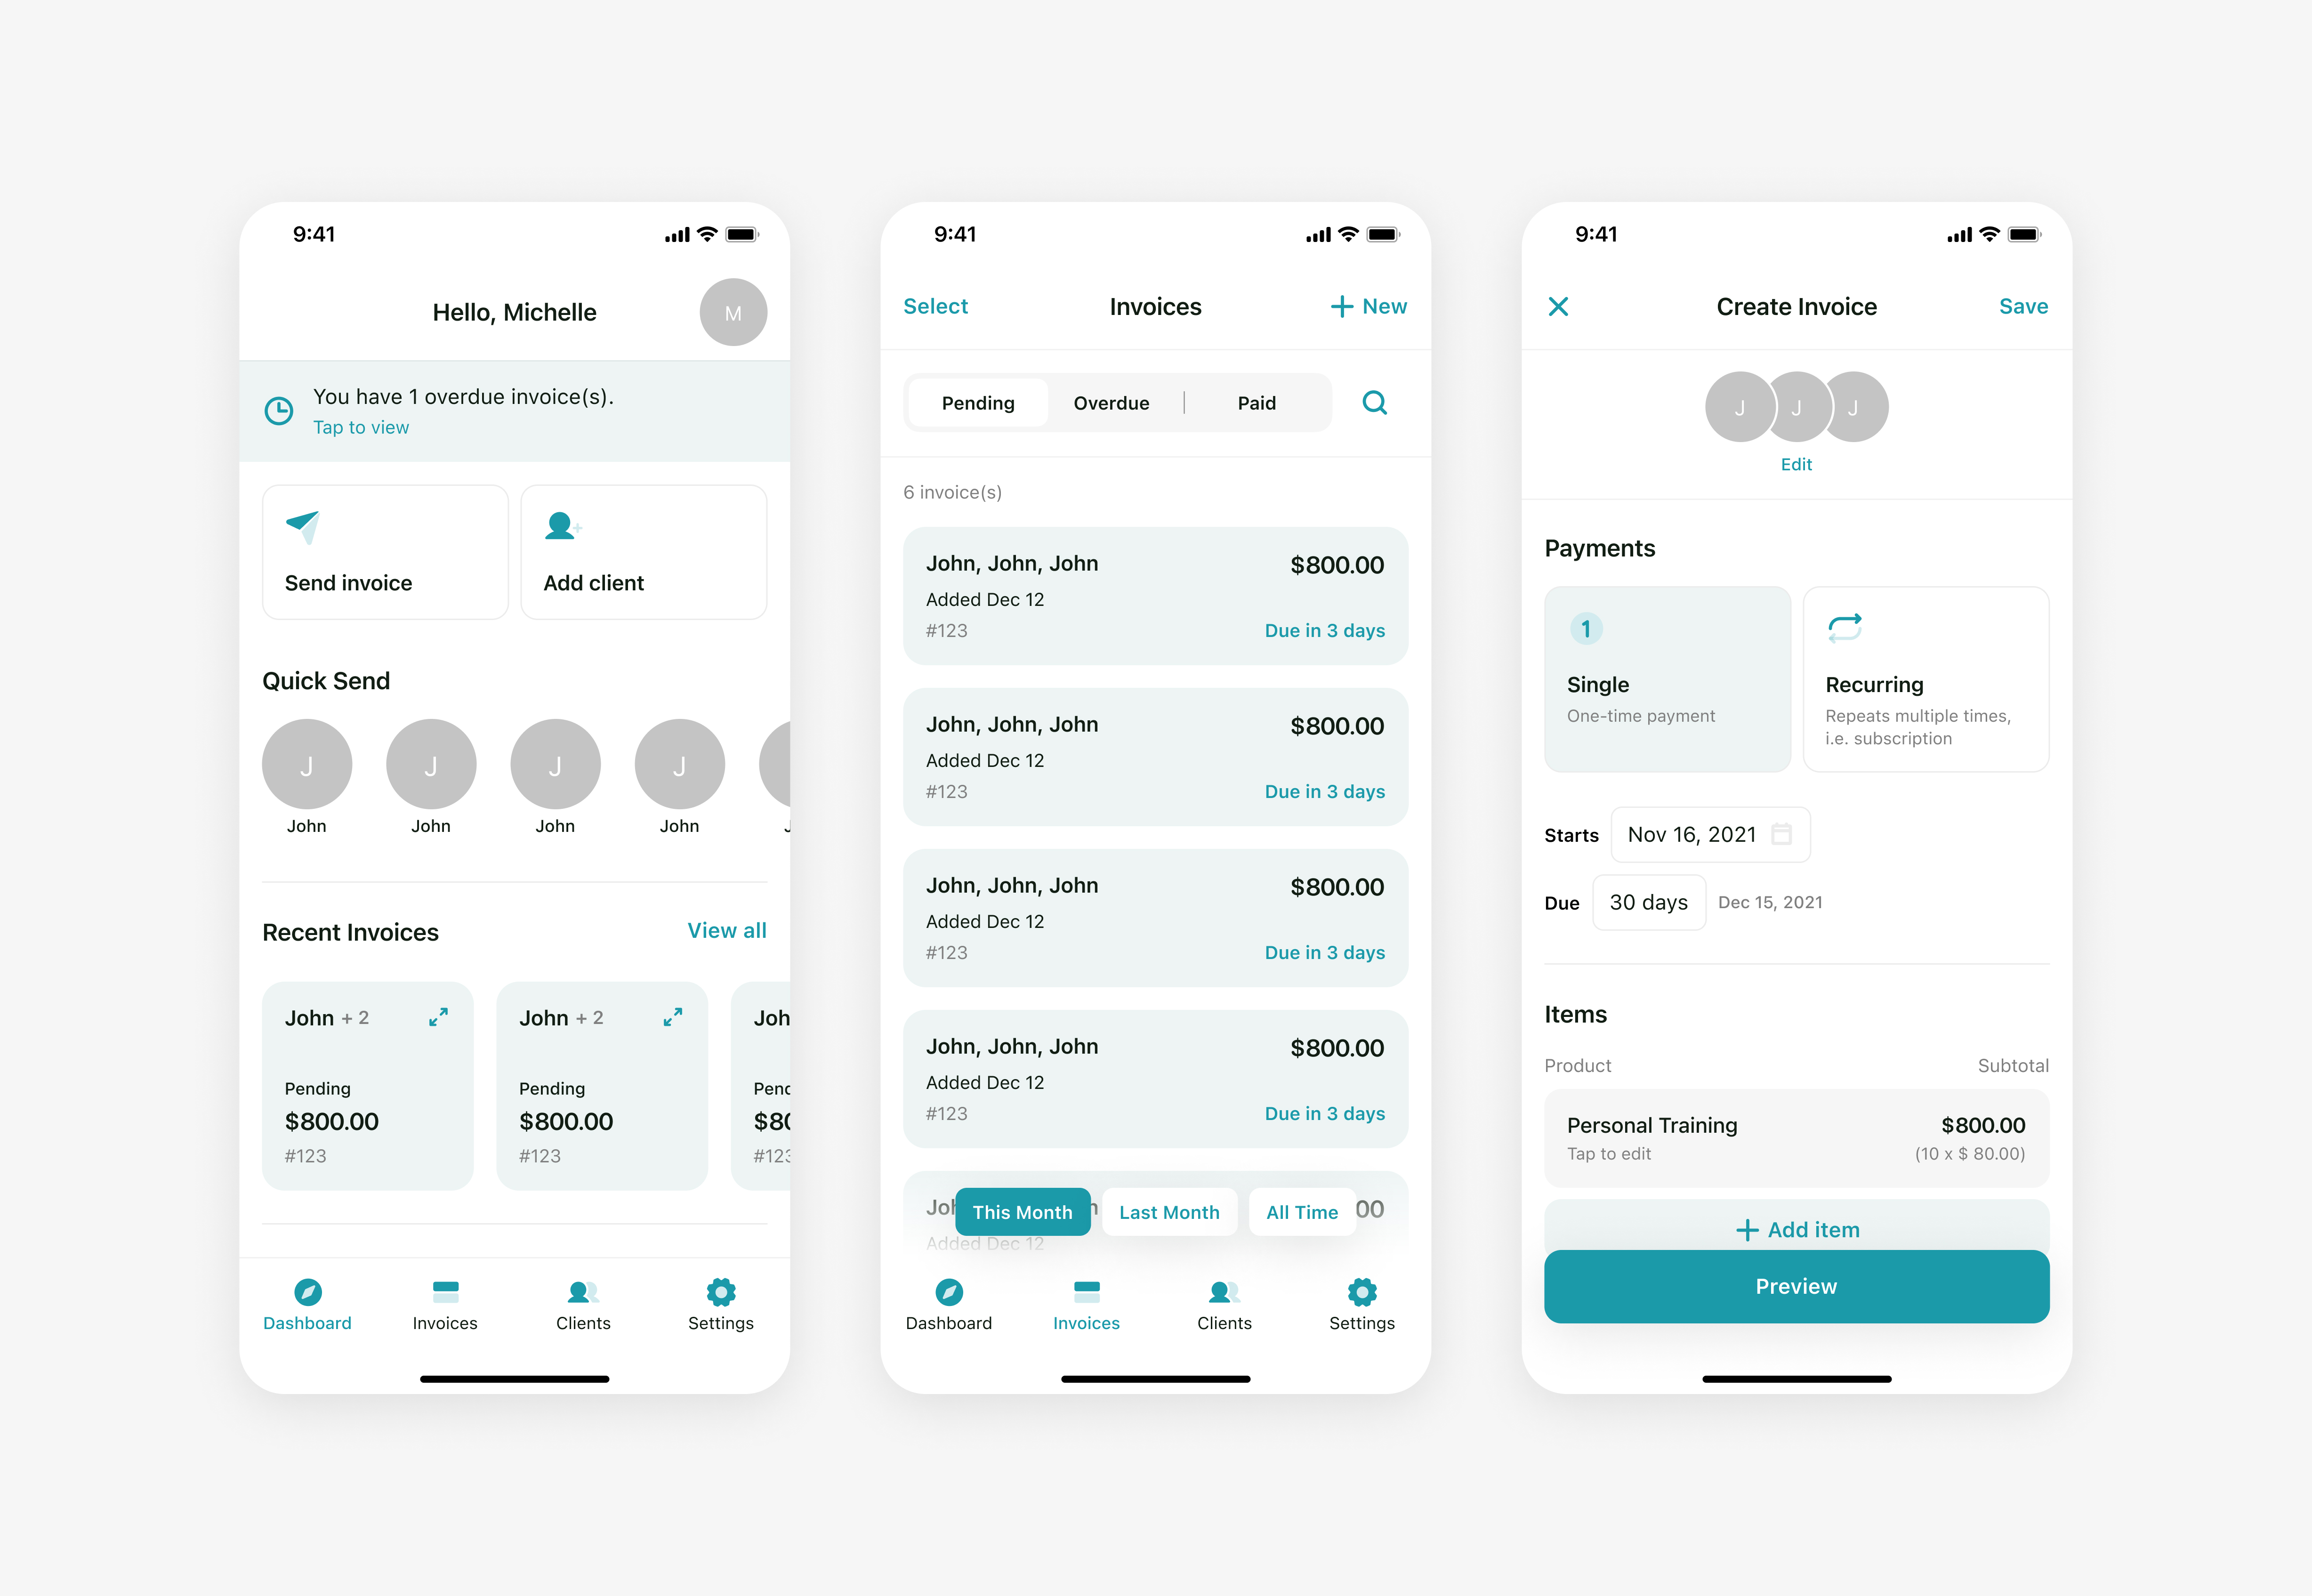 9:41
Hello, Michelle
M
You have 1 overdue invoice(s).
Tap to view
Send invoice
Add client
Quick Send
J J J J
John John John John J
Recent Invoices
View all
John + 2
Pending
$800.00
#123
John + 2
Pending
$800.00
#123
Joh
Pend
$80
#123
Dashboard
Invoices
Clients
Settings
9:41
Select
Invoices
+ New
Pending
Overdue
Paid
6 invoice(s)
John, John, John
$800.00
Added Dec 12
#123
Due in 3 days
John, John, John
$800.00
Added Dec 12
#123
Due in 3 days
John, John, John
$800.00
Added Dec 12
#123
Due in 3 days
John, John, John
$800.00
Added Dec 12
#123
Due in 3 days
Joh
n
00
This Month
Last Month
All Time
Added Dec 12
Dashboard
Invoices
Clients
Settings
9:41
Create Invoice
Save
J J J
Edit
Payments
1
Single
One-time payment
Recurring
Repeats multiple times,
i.e. subscription
Starts
Nov 16, 2021
Due
30 days
Dec 15, 2021
Items
Product
Subtotal
Personal Training
$800.00
Tap to edit
(10 x $ 80.00)
+ Add item
Preview